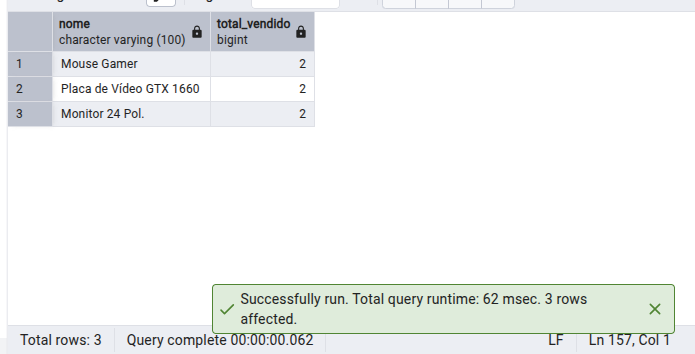 nome
character varying (100)
total_vendido
bigint
1 Mouse Gamer 2
2 Placa de Vídeo GTX 1660 2
3 Monitor 24 Pol. 2
Successfully run. Total query runtime: 62 msec. 3 rows
affected.
Total rows: 3 Query complete 00:00:00.062 LF Ln 157, Col 1